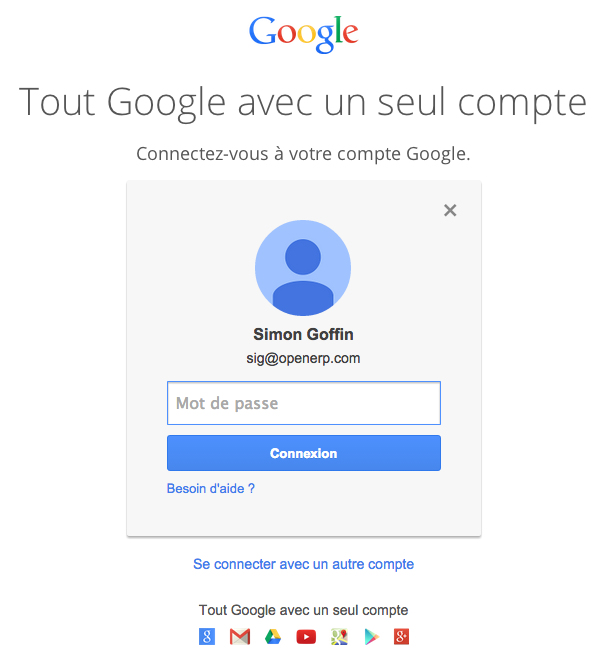 Google
Tout Google avec un seul compte
Connectez-vous à votre compte Google.
Simon Goffin
sig@openerp.com
Mot de passe
Connexion
Besoin d'aide ?
Se connecter avec un autre compte
Tout Google avec un seul compte